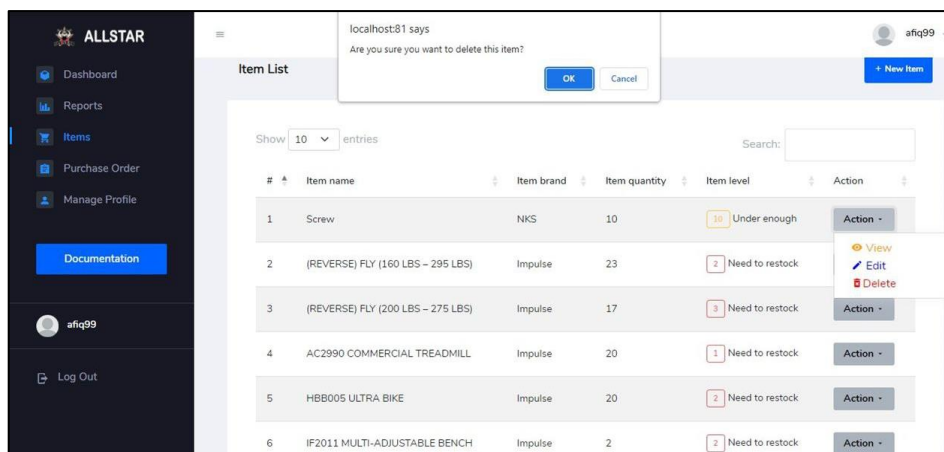 ALLSTAR
Dashboard
Reports
Items
Purchase Order
Manage Profile
Documentation
afiq99
Log Out
localhost:81 says
Are you sure you want to delete this item?
OK Cancel
afiq99
Item List
+ New Item
Show 10 entries
Search:
# Item name Item brand Item quantity Item level Action
1 Screw NKS 10 10 Under enough Action
View
Edit
Delete
2 (REVERSE) FLY (160 LBS – 295 LBS) Impulse 23 2 Need to restock
3 (REVERSE) FLY (200 LBS – 275 LBS) Impulse 17 3 Need to restock Action
4 AC2990 COMMERCIAL TREADMILL Impulse 20 1 Need to restock Action
5 HBB005 ULTRA BIKE Impulse 20 2 Need to restock Action
6 IF2011 MULTI-ADJUSTABLE BENCH Impulse 2 2 Need to restock Action